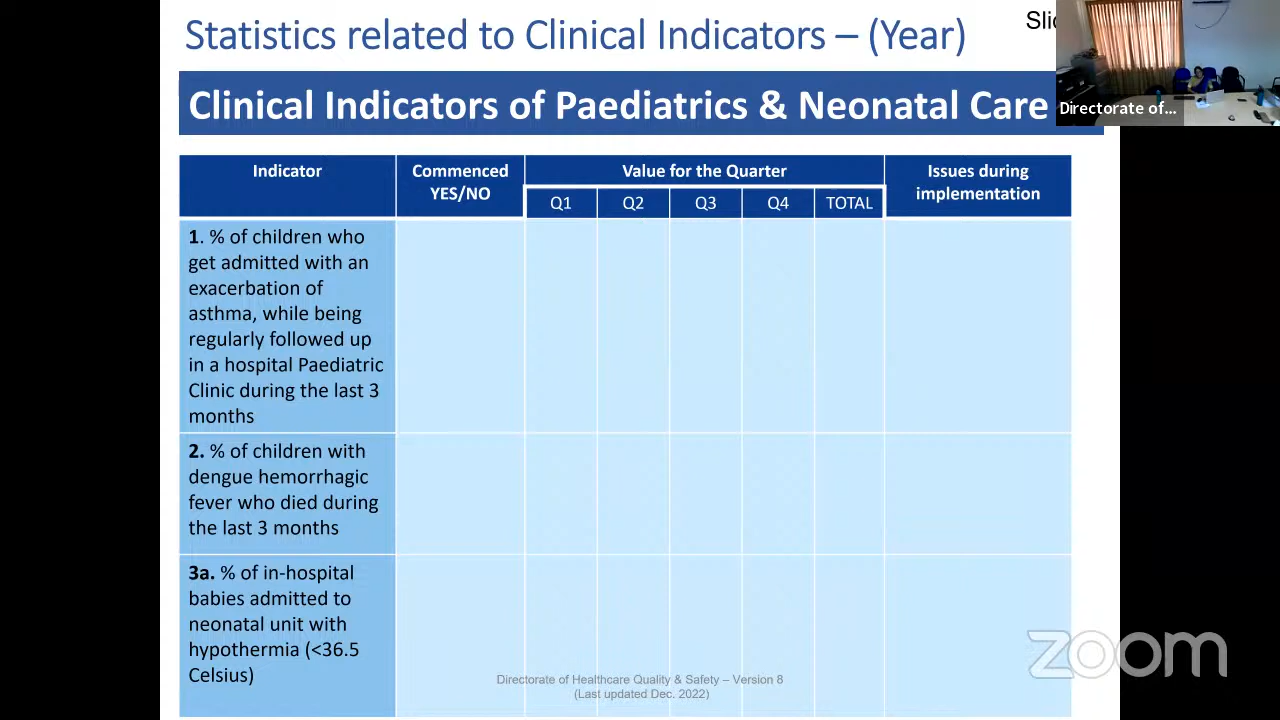 Statistics related to Clinical Indicators – (Year)
Clinical Indicators of Paediatrics & Neonatal Care
Directorate of...
Indicator
Commenced
YES/NO
Value for the Quarter
Issues during
implementation
Q1
Q2
Q3
Q4
TOTAL
1. % of children who
get admitted with an
exacerbation of
asthma, while being
regularly followed up
in a hospital Paediatric
Clinic during the last 3
months
2. % of children with
dengue hemorrhagic
fever who died during
the last 3 months
3a. % of in-hospital
babies admitted to
neonatal unit with
hypothermia (<36.5
Celsius)
Directorate of Healthcare Quality & Safety – Version 8
(Last updated Dec. 2022)
zoom